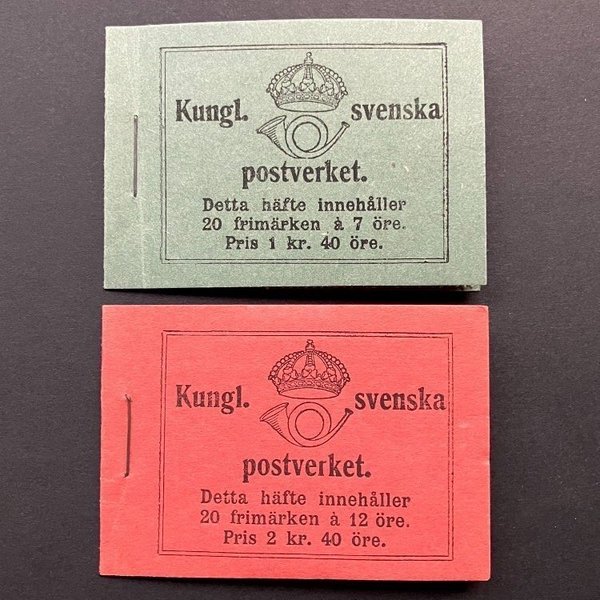 Kungl. svenska
postverket.
Detta häfte innehåller
20 frimärken à 7 öre.
Pris 1 kr. 40 öre.
Kungl. svenska
postverket.
Detta häfte innehåller
20 frimärken à 12 öre.
Pris 2 kr. 40 öre.